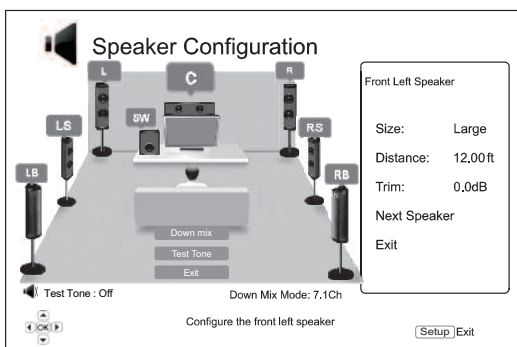 Speaker Configuration
L
C
R
SW
LS
RS
LB
RB
Down mix
Test Tone
Exit
Front Left Speaker
Size: Large
Distance: 12.00ft
Trim: 0.0dB
Next Speaker
Exit
Test Tone : Off
Down Mix Mode: 7.1Ch
OK
Configure the front left speaker
Setup Exit